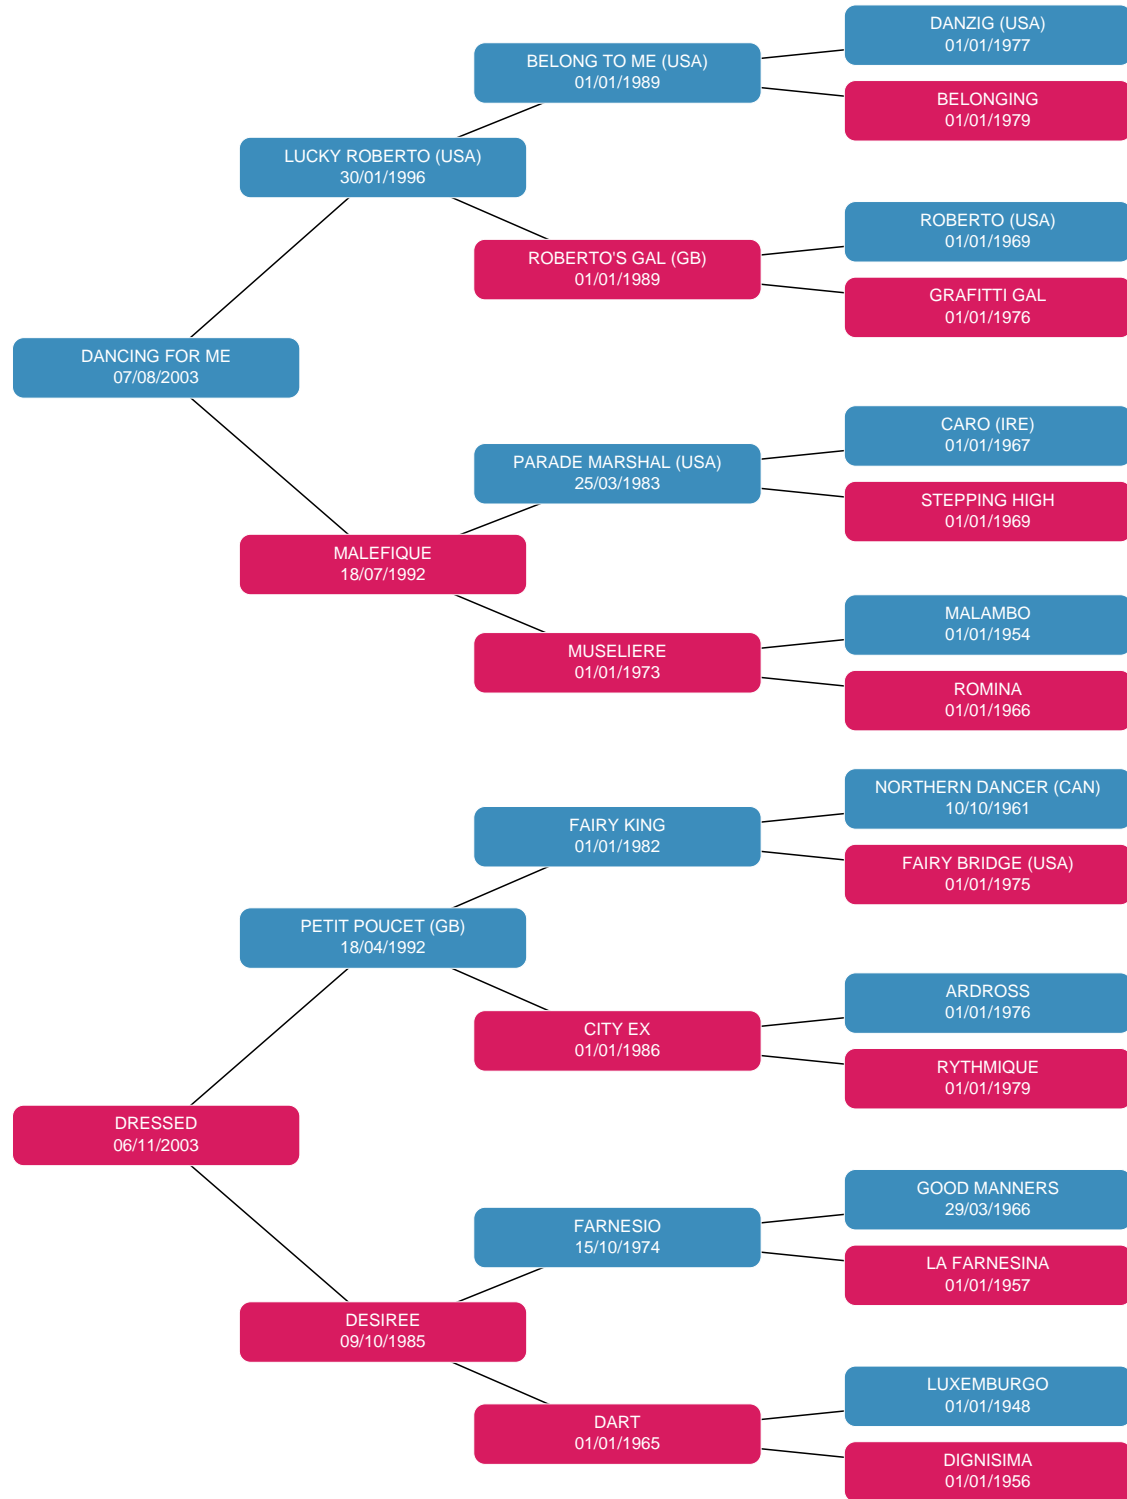 DANZIG (USA)
01/01/1977
BELONG TO ME (USA)
01/01/1989
BELONGING
01/01/1979
LUCKY ROBERTO (USA)
30/01/1996
ROBERTO (USA)
01/01/1969
ROBERTO'S GAL (GB)
01/01/1989
GRAFITTI GAL
01/01/1976
DANCING FOR ME
07/08/2003
CARO (IRE)
01/01/1967
PARADE MARSHAL (USA)
25/03/1983
STEPPING HIGH
01/01/1969
MALEFIQUE
18/07/1992
MALAMBO
01/01/1954
MUSELIERE
01/01/1973
ROMINA
01/01/1966
NORTHERN DANCER (CAN)
10/10/1961
FAIRY KING
01/01/1982
FAIRY BRIDGE (USA)
01/01/1975
PETIT POUCET (GB)
18/04/1992
ARDROSS
01/01/1976
CITY EX
01/01/1986
RYTHMIQUE
01/01/1979
DRESSED
06/11/2003
GOOD MANNERS
29/03/1966
FARNESIO
15/10/1974
LA FARNESINA
01/01/1957
DESIREE
09/10/1985
LUXEMBURGO
01/01/1948
DART
01/01/1965
DIGNISIMA
01/01/1956